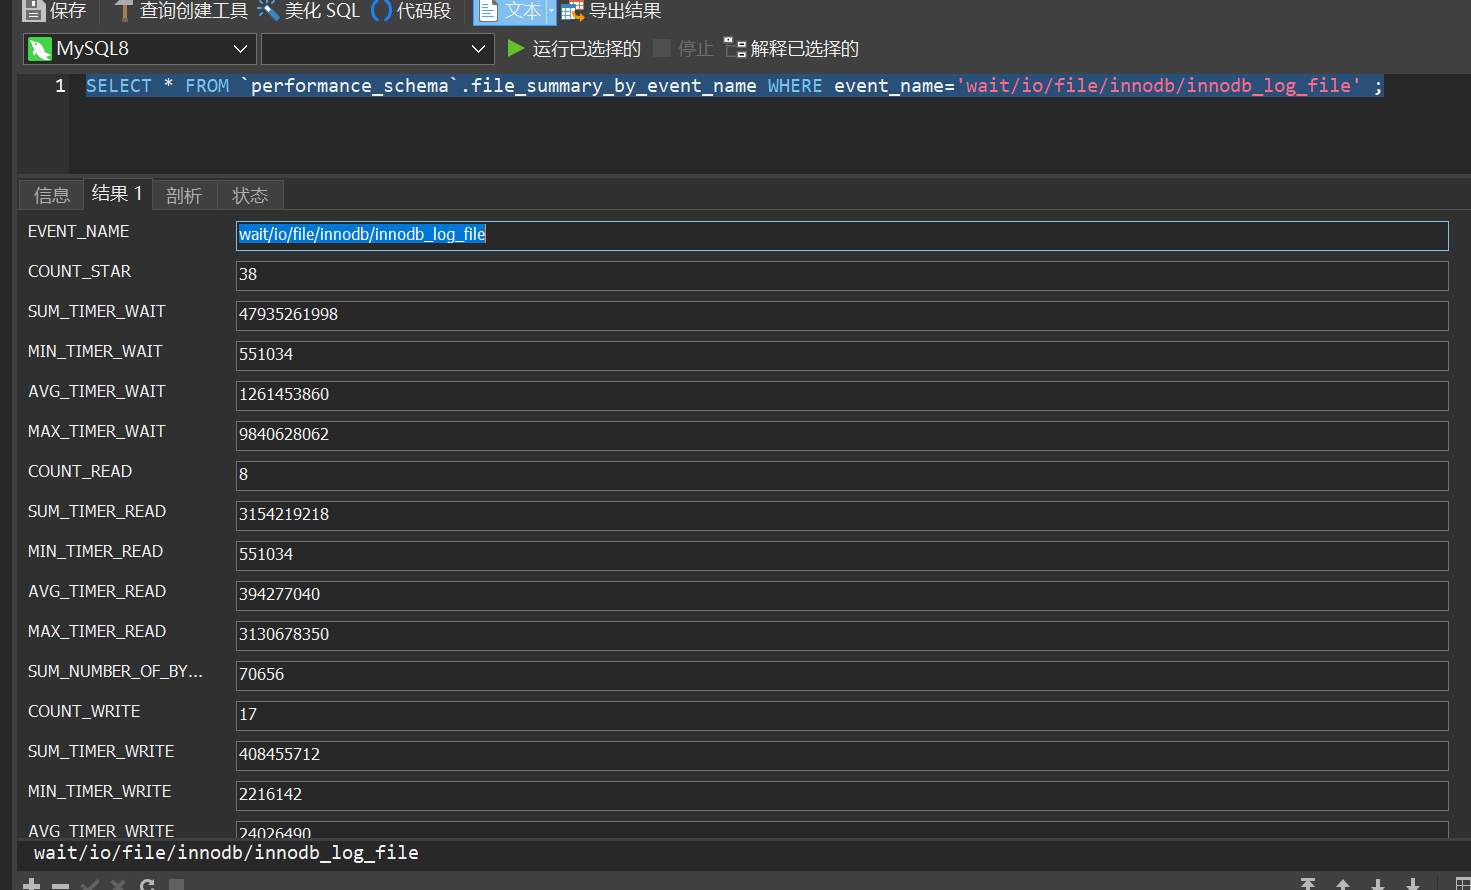 保存 查询创建工具 美化 SQL () 代码段 文本 导出结果
MySQL8 运行已选择的 停止 解释已选择的
1 SELECT * FROM `performance_schema`.file_summary_by_event_name WHERE event_name='wait/io/file/innodb/innodb_log_file' ;
信息 结果 1 剖析 状态
EVENT_NAME wait/io/file/innodb/innodb_log_file
COUNT_STAR 38
SUM_TIMER_WAIT 47935261998
MIN_TIMER_WAIT 551034
AVG_TIMER_WAIT 1261453860
MAX_TIMER_WAIT 9840628062
COUNT_READ 8
SUM_TIMER_READ 3154219218
MIN_TIMER_READ 551034
AVG_TIMER_READ 394277040
MAX_TIMER_READ 3130678350
SUM_NUMBER_OF_BY... 70656
COUNT_WRITE 17
SUM_TIMER_WRITE 408455712
MIN_TIMER_WRITE 2216142
AVG_TIMER_WRITE 24026490
wait/io/file/innodb/innodb_log_file